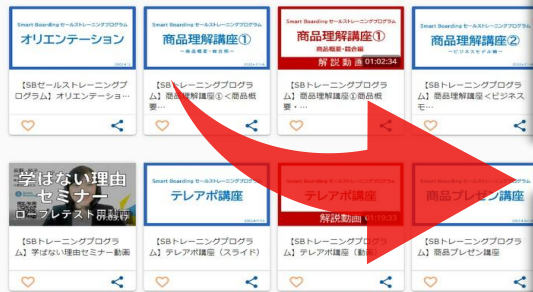 Smart Boarding セールストレーニングプログラム
オリエンテーション
【SBセールストレーニングプ
ログラム】オリエンテーショ…
Smart Boarding セールストレーニングプログラム
商品理解講座①
－商品概要・競合編－
【SBトレーニングプログラ
ム】商品理解講座①＜商品概
要…
Smart Boarding セールストレーニングプログラム
商品理解講座①
商品概要・競合編
解説動画 01:02:34
【SBトレーニングプログラ
ム】商品理解講座①商品概
要・…
Smart Boarding セールストレーニングプログラム
商品理解講座②
－ビジネスモデル編－
【SBトレーニングプログラ
ム】商品理解講座＜ビジネス
モ…
学ばない理由
セミナー
ロープレテスト用動画
【SBトレーニングプログラ
ム】学ばない理由セミナー動画
Smart Boarding セールストレーニングプログラム
テレアポ講座
【SBトレーニングプログラ
ム】テレアポ講座（スライド）
Smart Boarding セールストレーニングプログラム
テレアポ講座
解説動画 01:19:33
【SBトレーニングプログラ
ム】テレアポ講座（動画）
Smart Boarding セールストレーニングプログラム
商品プレゼン講座
【SBトレーニングプログラ
ム】商品プレゼン講座